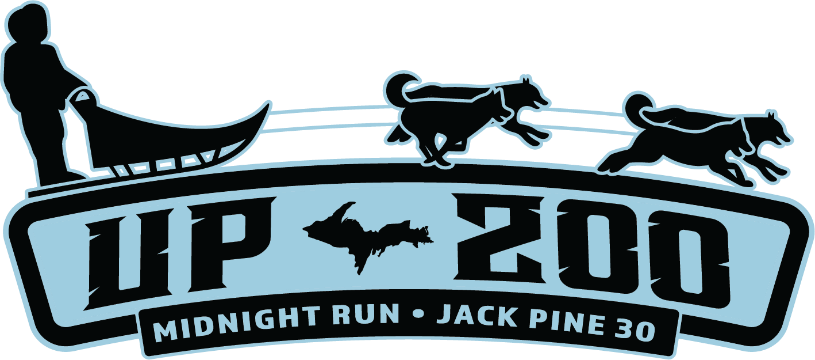 UP 200
MIDNIGHT RUN • JACK PINE 30